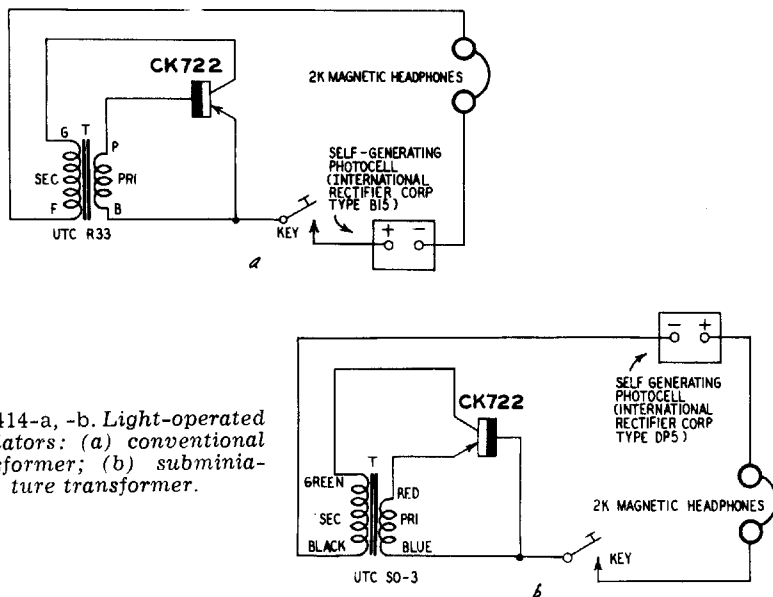 CK722
2K MAGNETIC HEADPHONES
G T P
SEC PRI
F B
UTC R33
SELF-GENERATING
PHOTOCELL
(INTERNATIONAL
RECTIFIER CORP
TYPE B15)
KEY
+ -
a
- +
SELF GENERATING
PHOTOCELL
(INTERNATIONAL
RECTIFIER CORP
TYPE DP5)
CK722
T
GREEN RED
SEC PRI
BLACK BLUE
UTC SO-3
2K MAGNETIC HEADPHONES
KEY
b
414-a, -b. Light-operated
lators: (a) conventional
sformer; (b) subminia-
ture transformer.